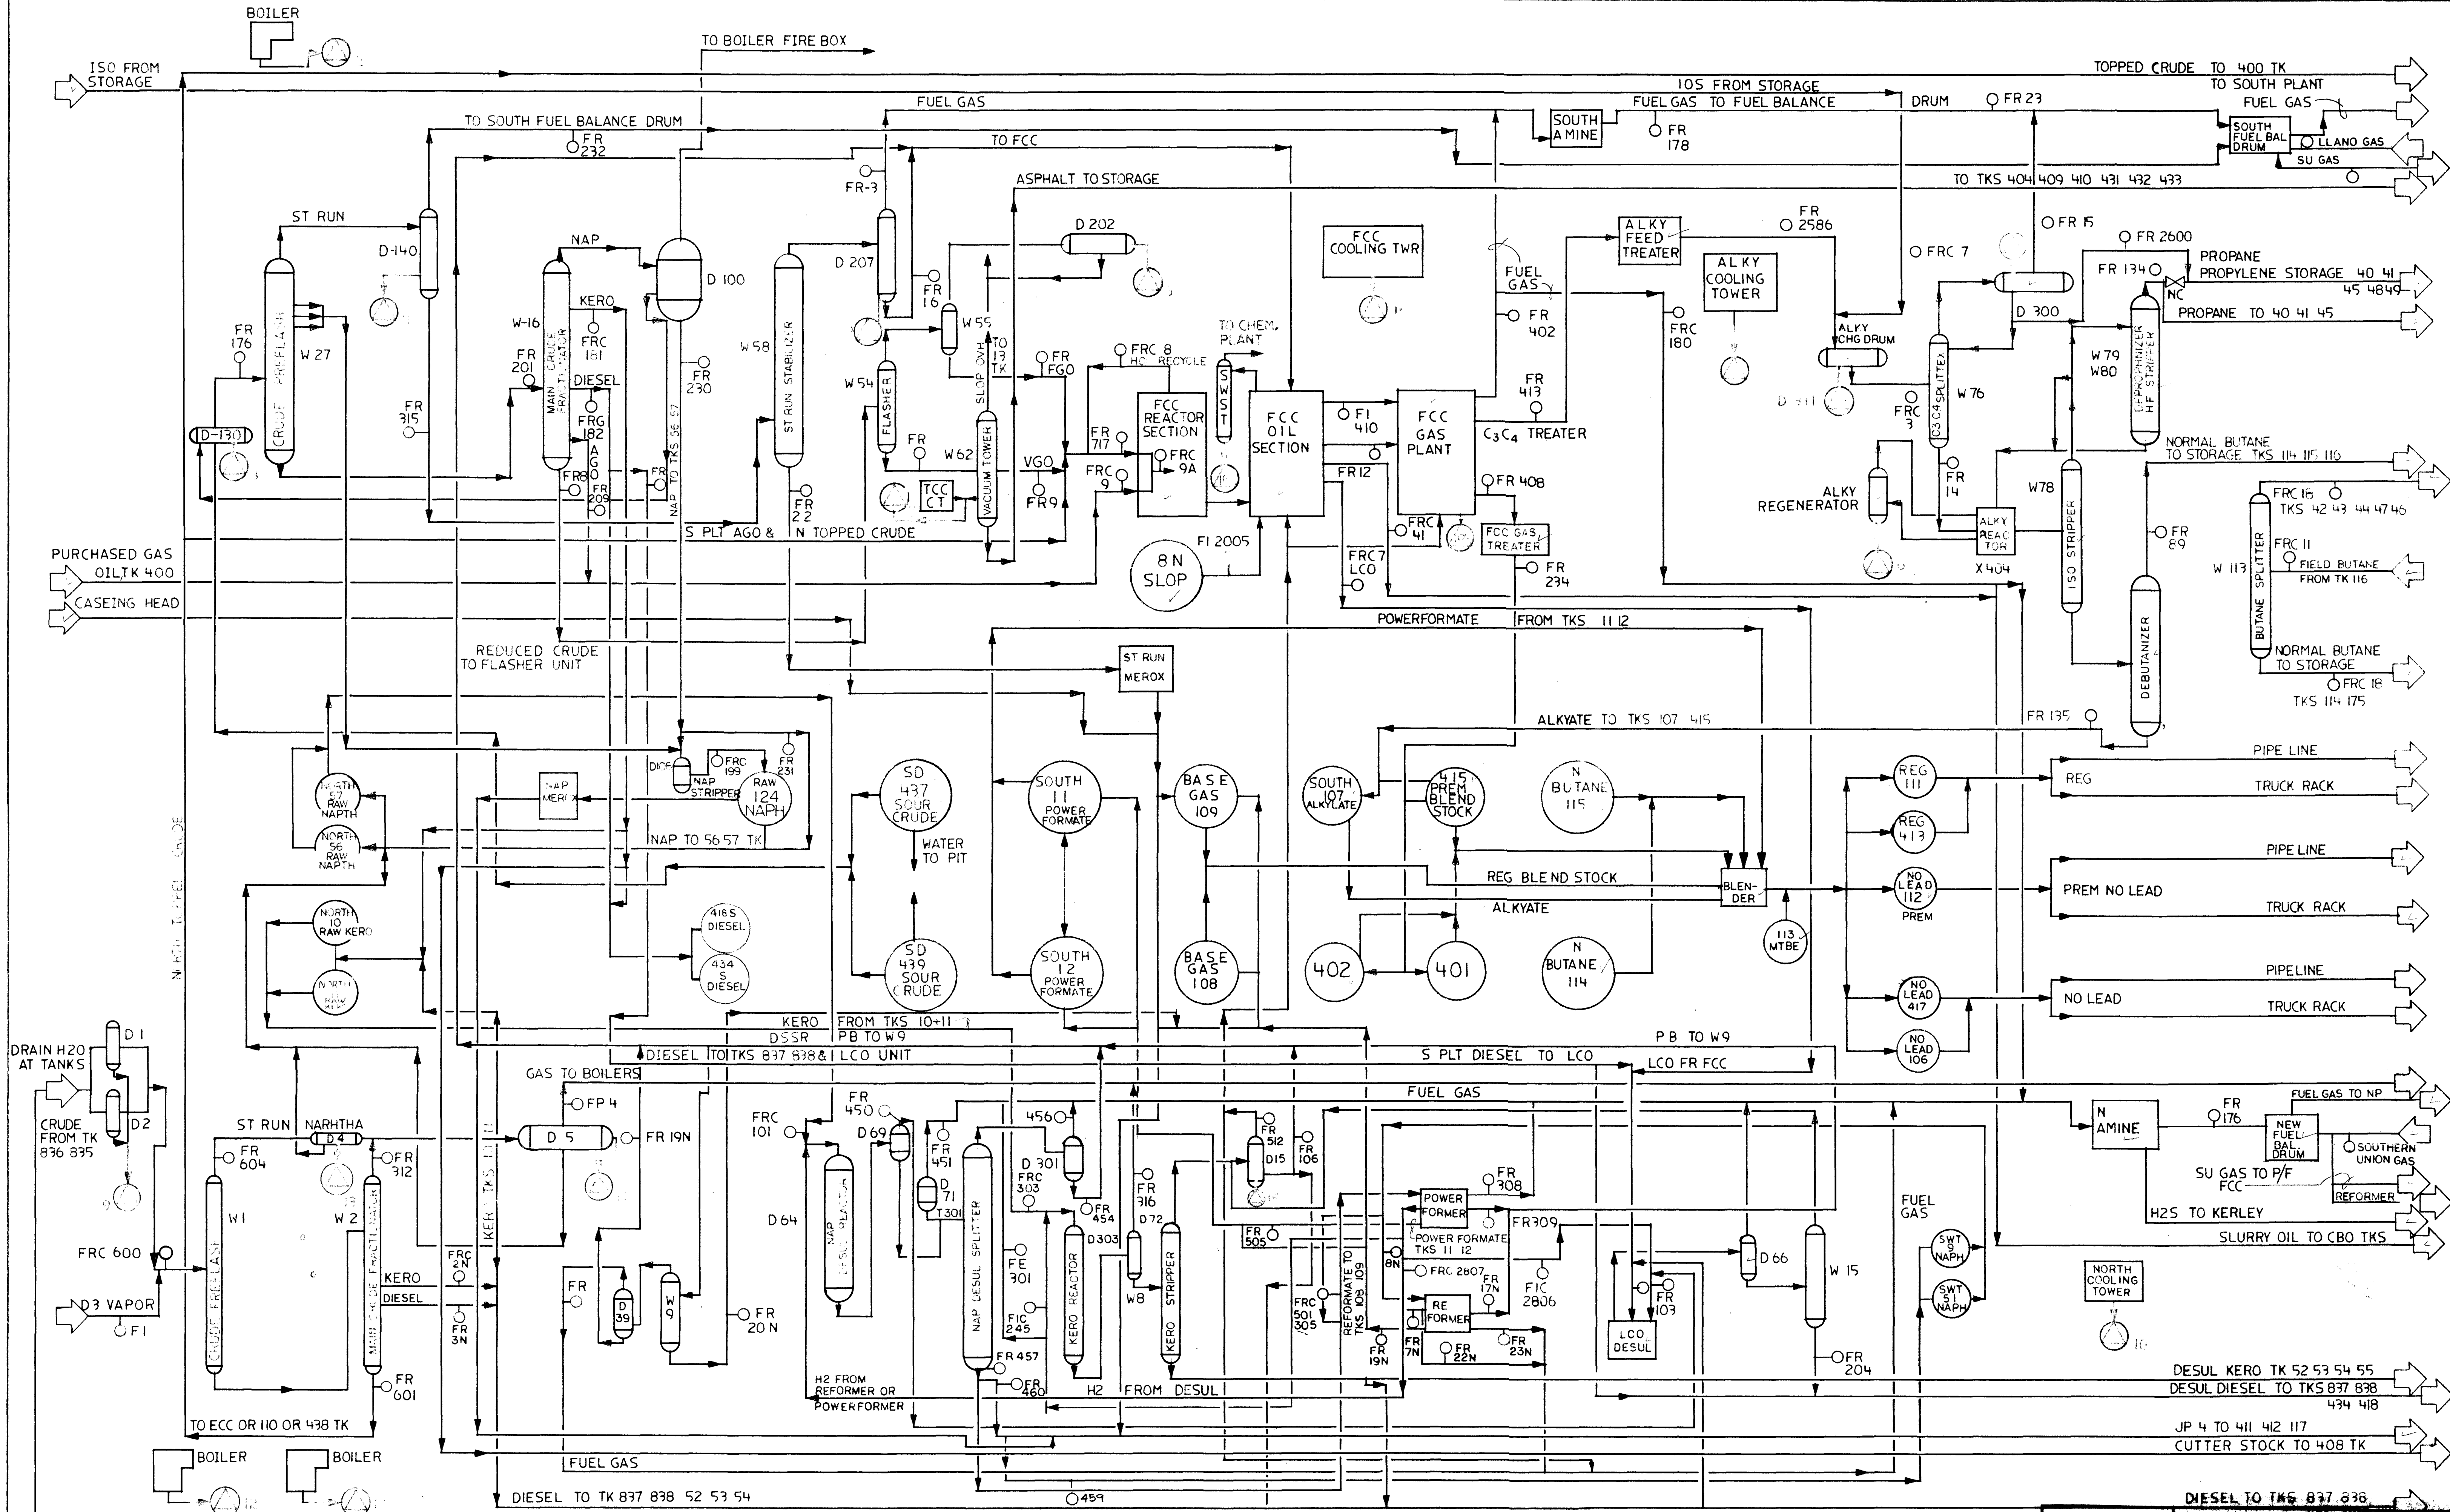 BOILER
TO BOILER FIRE BOX
ISO FROM
STORAGE
TOPPED CRUDE TO 400 TK
TO SOUTH PLANT
IOS FROM STORAGE
FUEL GAS
FUEL GAS TO FUEL BALANCE DRUM
FR 23
FUEL GAS
TO SOUTH FUEL BALANCE DRUM
FR
232
SOUTH
AMINE
FR
178
SOUTH
FUEL BAL
DRUM
LLANO GAS
SU GAS
TO FCC
FR-3
ASPHALT TO STORAGE
TO TKS 404 409 410 431 432 433
ST RUN
D-140
NAP
D 100
D 207
D 202
FCC
COOLING TWR
ALKY
FEED
TREATER
FR
2586
FR 15
FRC 7
FR 2600
PROPANE
FR 134
PROPYLENE STORAGE 40 41
45 48 49
NC
PROPANE TO 40 41 45
ALKY
COOLING
TOWER
FUEL
GAS
FR
402
FRC
180
D 300
FR
176
W 27
CRUDE PREFLASH
W-16
FR
201
MAIN CRUDE
FRACTIONATOR
KERO
FRC
181
DIESEL
FRG
182
AGO
FR
209
FR8
FR
FR
230
NAP TO TKS 56 57
W 58
ST RUN STABILIZER
FR
16
W 55
W 54
FLASHER
SLOP OVH
TO
13
TK
FR
FGO
FRC 8
HC RECYCLE
TO CHEM,
PLANT
SWST
ALKY
CHG DRUM
C3 C4 SPLITTEX
W 76
W 79
W80
DEPROPANIZER
HF STRIPPER
FR
315
D-130
FR
22
FR
W 62
VACUUM TOWER
TCC
CT
VGO
FR9
FR
717
FRC
9
FCC
REACTOR
SECTION
FRC
9A
FCC
OIL
SECTION
F1
410
FR 12
FCC
GAS
PLANT
FR
413
C3C4 TREATER
FR 408
FRC
41
FCC GAS
TREATER
FR
234
FRC
3
FR
14
ALKY
REGENERATOR
ALKY
REAC
TOR
X 404
W78
ISO STRIPPER
NORMAL BUTANE
TO STORAGE TKS 114 115 116
FRC 18
TKS 42 43 44 47 46
FR
89
FRC 11
W 113
BUTANE SPLITTER
FIELD BUTANE
FROM TK 116
S PLT AGO & N TOPPED CRUDE
PURCHASED GAS
OIL,TK 400
CASEING HEAD
8 N
SLOP
FI 2005
FRC 7
LCO
POWERFORMATE FROM TKS 11 12
REDUCED CRUDE
TO FLASHER UNIT
ST RUN
MEROX
DEBUTANIZER
NORMAL BUTANE
TO STORAGE
FRC 18
TKS 114 175
ALKYATE TO TKS 107 415
FR 135
NORTH
57
RAW
NAPTH
NORTH
56
RAW
NAPTH
NAP
MEROX
FRC
199
NAP
STRIPPER
FR
231
RAW
124
NAPH
NAP TO 56 57 TK
SD
437
SOUR
CRUDE
WATER
TO PIT
SD
439
SOUR
CRUDE
SOUTH
11
POWER
FORMATE
SOUTH
12
POWER
FORMATE
BASE
GAS
109
BASE
GAS
108
SOUTH
107
ALKYLATE
415
PREM
BLEND
STOCK
N
BUTANE
115
N
BUTANE
114
402
401
REG BLEND STOCK
ALKYATE
BLEN-
DER
113
MTBE
REG
111
REG
413
NO
LEAD
112
PREM
NO
LEAD
417
NO
LEAD
106
REG
PIPE LINE
TRUCK RACK
PREM NO LEAD
PIPE LINE
TRUCK RACK
NO LEAD
PIPELINE
TRUCK RACK
NORTH
10
RAW KERO
416 S
DIESEL
434
S
DIESEL
KERO FROM TKS 10+11
DSSR PB TO W9
DIESEL TO TKS 837 838 & LCO UNIT
PB TO W9
S PLT DIESEL TO LCO
LCO FR FCC
GAS TO BOILERS
FUEL GAS
DRAIN H2O
AT TANKS
D 1
D2
CRUDE
FROM TK
836 835
ST RUN NARHTHA
D 4
FR
604
FR
312
FP 4
D 5
FR 19N
W1
CRUDE PREFLASH
W 2
MAIN CRUDE FRACTIONATOR
FRC 600
D3 VAPOR
F1
KERO
DIESEL
FRC
2N
FR
3N
FR
601
KER TKS 10 11
FR
D
39
W
9
FR
20 N
FRC
101
D 64
NAP
DESUL REACTOR
FR
450
D 69
FR
451
D
71
T301
NAP DESUL SPLITTER
456
D 301
FRC
303
FR
454
D303
FE
301
FIC
245
KERO REACTOR
FR
316
D 72
W8
KERO STRIPPER
FR
512
D15
FR
106
FR
505
FRC
501
305
REFORMATE TO
TKS 108 109
POWER
FORMER
FR
308
FR309
POWER FORMATE
TKS 11 12
8N
FRC 2807
FR
17N
FIC
2806
RE
FORMER
FR
7N
FR
19N
FR
22N
FR
23N
FR
103
LCO
DESUL
D 66
W 15
FR
204
FUEL
GAS
SWT
9
NAPH
SWT
51
NAPH
N
AMINE
FR
176
NEW
FUEL
BAL.
DRUM
FUEL GAS TO NP
SOUTHERN
UNION GAS
SU GAS TO P/F
FCC
REFORMER
H2S TO KERLEY
SLURRY OIL TO CBO TKS
NORTH
COOLING
TOWER
FR 457
FR
460
H2 FROM
REFORMER OR
POWERFORMER
H2 FROM DESUL
DESUL KERO TK 52 53 54 55
DESUL DIESEL TO TKS 837 838
434 418
TO ECC OR 110 OR 438 TK
JP 4 TO 411 412 117
CUTTER STOCK TO 408 TK
BOILER
BOILER
FUEL GAS
DIESEL TO TK 837 838 52 53 54
459
DIESEL TO TKS 837 838